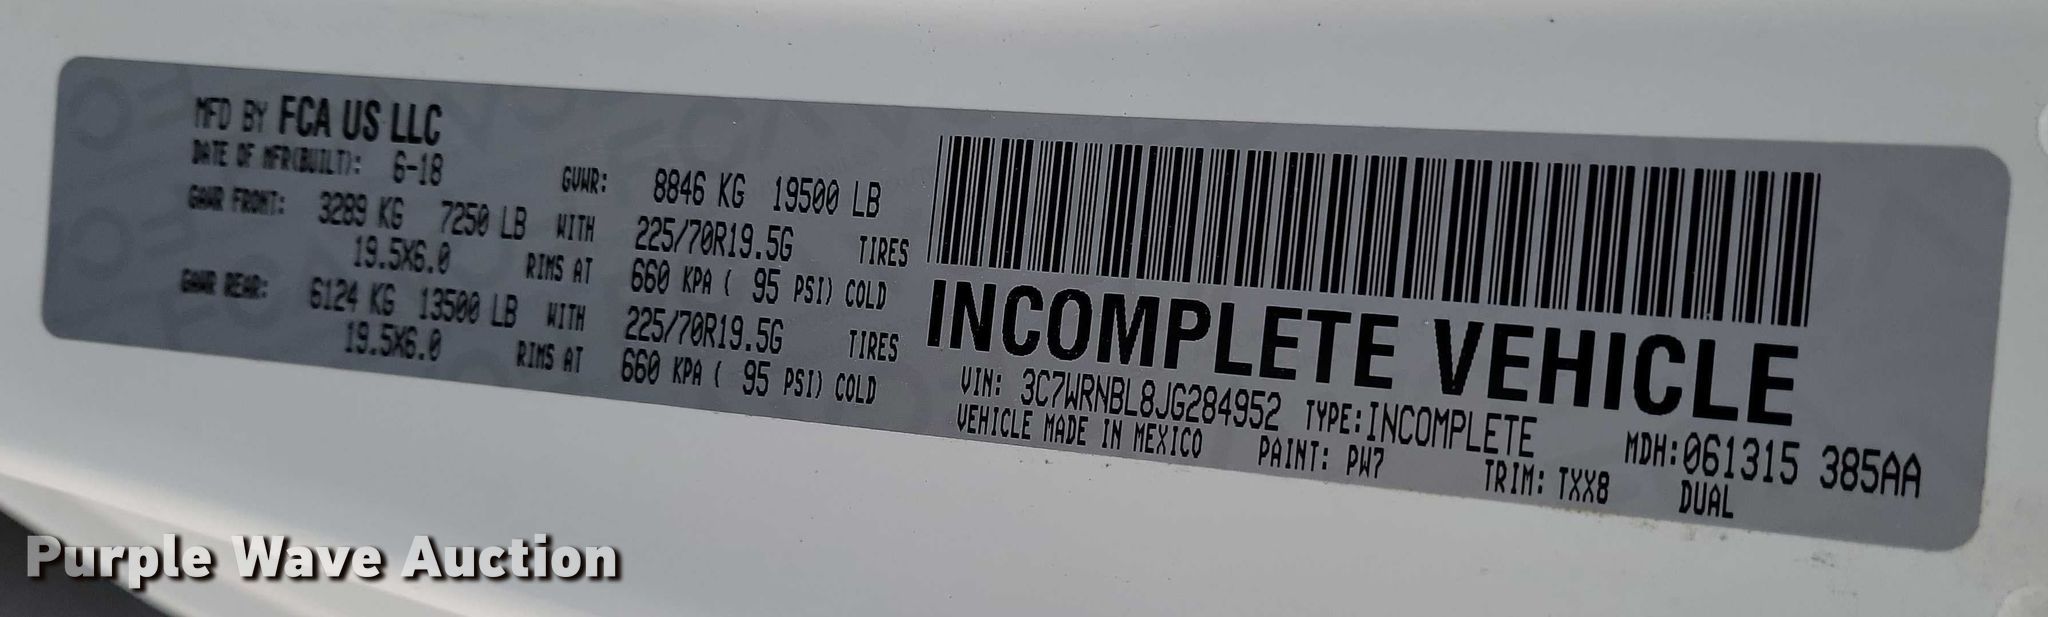 MFD BY FCA US LLC
DATE OF MFR(BUILT): 6-18 GVWR: 8846 KG 19500 LB
GAWR FRONT: 3289 KG 7250 LB WITH 225/70R19.5G TIRES
19.5X6.0 RIMS AT 660 KPA ( 95 PSI) COLD
GAWR REAR: 6124 KG 13500 LB WITH 225/70R19.5G TIRES
19.5X6.0 RIMS AT 660 KPA ( 95 PSI) COLD
INCOMPLETE VEHICLE
VIN: 3C7WRNBL8JG284952 TYPE:INCOMPLETE MDH:061315 385AA
VEHICLE MADE IN MEXICO PAINT: PW7 TRIM: TXX8 DUAL
Purple Wave Auction